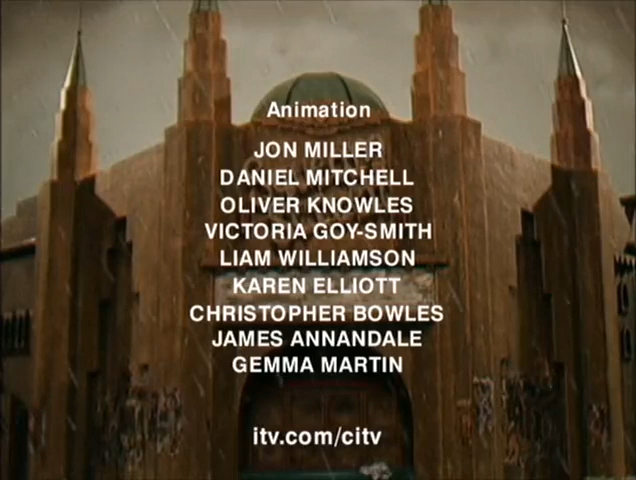 Animation
JON MILLER
DANIEL MITCHELL
OLIVER KNOWLES
VICTORIA GOY-SMITH
LIAM WILLIAMSON
KAREN ELLIOTT
CHRISTOPHER BOWLES
JAMES ANNANDALE
GEMMA MARTIN
itv.com/citv